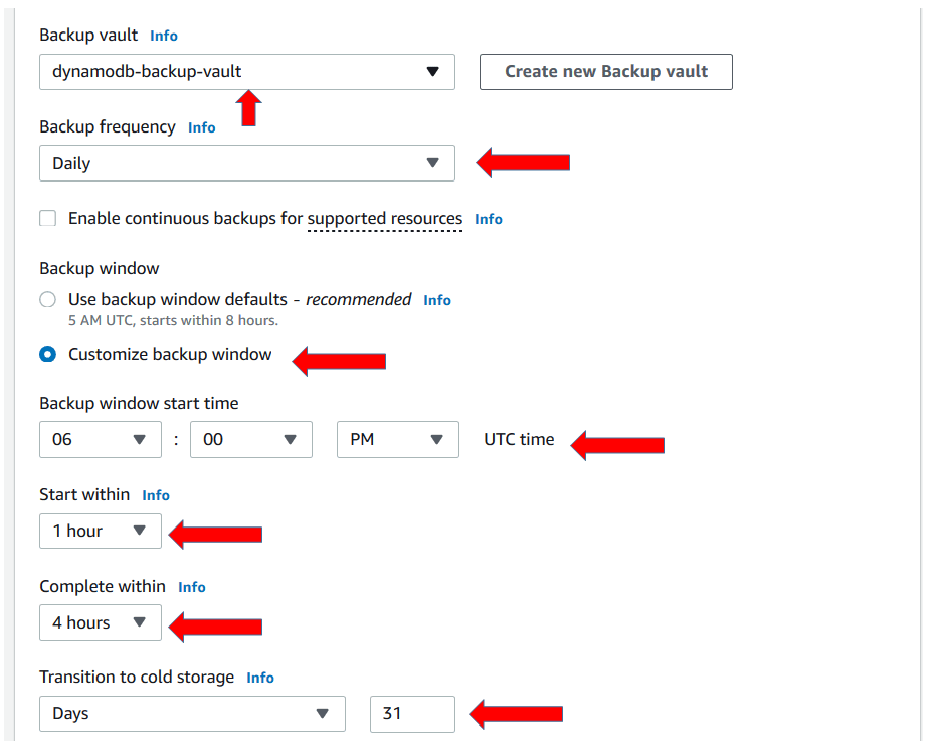 Backup vault Info
dynamodb-backup-vault Create new Backup vault
Backup frequency Info
Daily
Enable continuous backups for supported resources Info
Backup window
Use backup window defaults - recommended Info
5 AM UTC, starts within 8 hours.
Customize backup window
Backup window start time
06 : 00 PM UTC time
Start within Info
1 hour
Complete within Info
4 hours
Transition to cold storage Info
Days 31